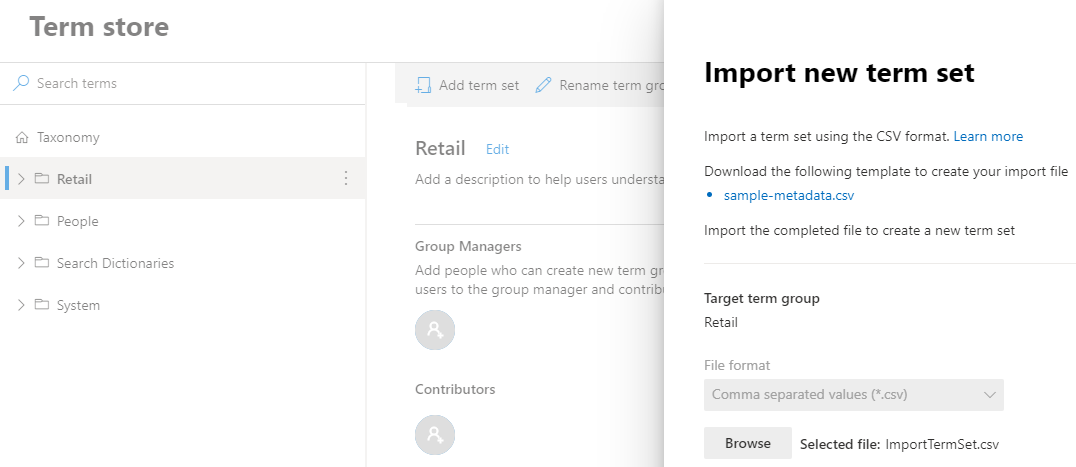 Term store
Search terms
Taxonomy
Retail
People
Search Dictionaries
System
Add term set Rename term gro
Retail Edit
Add a description to help users understa
Group Managers
Add people who can create new term gro
users to the group manager and contribu
Contributors
Import new term set
Import a term set using the CSV format. Learn more
Download the following template to create your import file
• sample-metadata.csv
Import the completed file to create a new term set
Target term group
Retail
File format
Comma separated values (*.csv)
Browse Selected file: ImportTermSet.csv